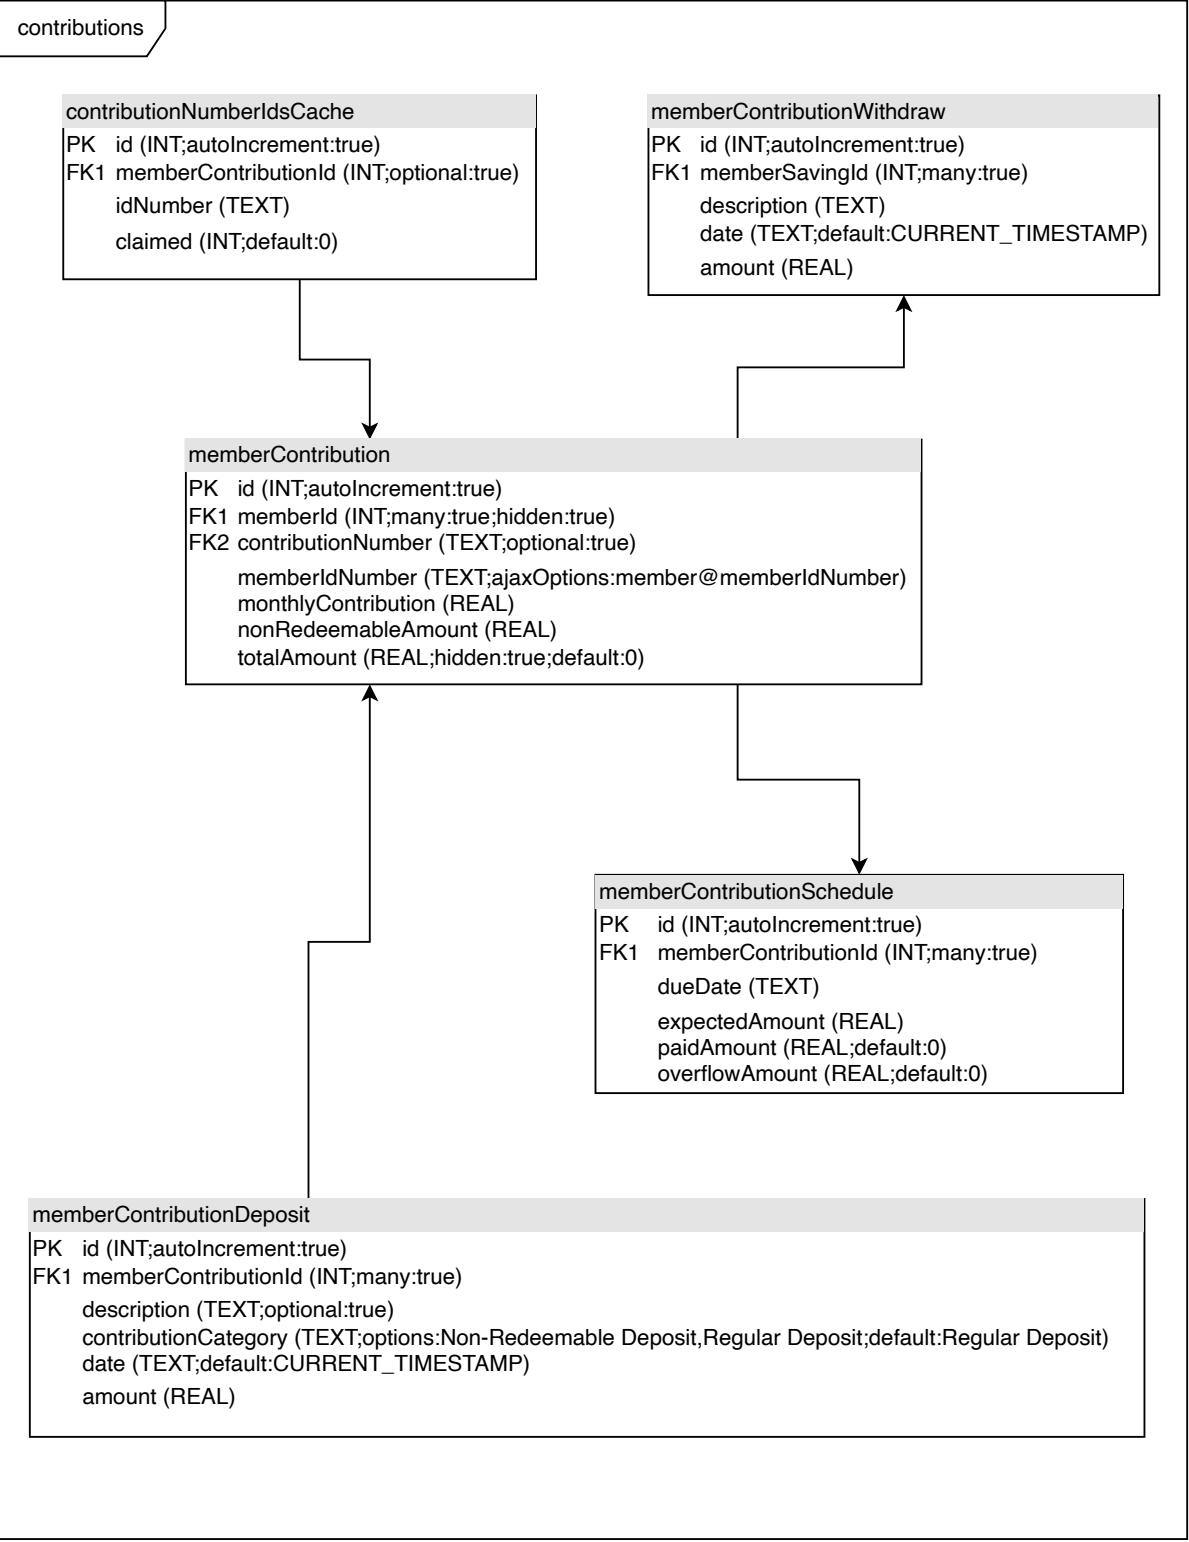 contributions
contributionNumberIdsCache
PK id (INT;autoIncrement:true)
FK1 memberContributionId (INT;optional:true)
idNumber (TEXT)
claimed (INT;default:0)
memberContributionWithdraw
PK id (INT;autoIncrement:true)
FK1 memberSavingId (INT;many:true)
description (TEXT)
date (TEXT;default:CURRENT_TIMESTAMP)
amount (REAL)
memberContribution
PK id (INT;autoIncrement:true)
FK1 memberId (INT;many:true;hidden:true)
FK2 contributionNumber (TEXT;optional:true)
memberIdNumber (TEXT;ajaxOptions:member@memberIdNumber)
monthlyContribution (REAL)
nonRedeemableAmount (REAL)
totalAmount (REAL;hidden:true;default:0)
memberContributionSchedule
PK id (INT;autoIncrement:true)
FK1 memberContributionId (INT;many:true)
dueDate (TEXT)
expectedAmount (REAL)
paidAmount (REAL;default:0)
overflowAmount (REAL;default:0)
memberContributionDeposit
PK id (INT;autoIncrement:true)
FK1 memberContributionId (INT;many:true)
description (TEXT;optional:true)
contributionCategory (TEXT;options:Non-Redeemable Deposit,Regular Deposit;default:Regular Deposit)
date (TEXT;default:CURRENT_TIMESTAMP)
amount (REAL)